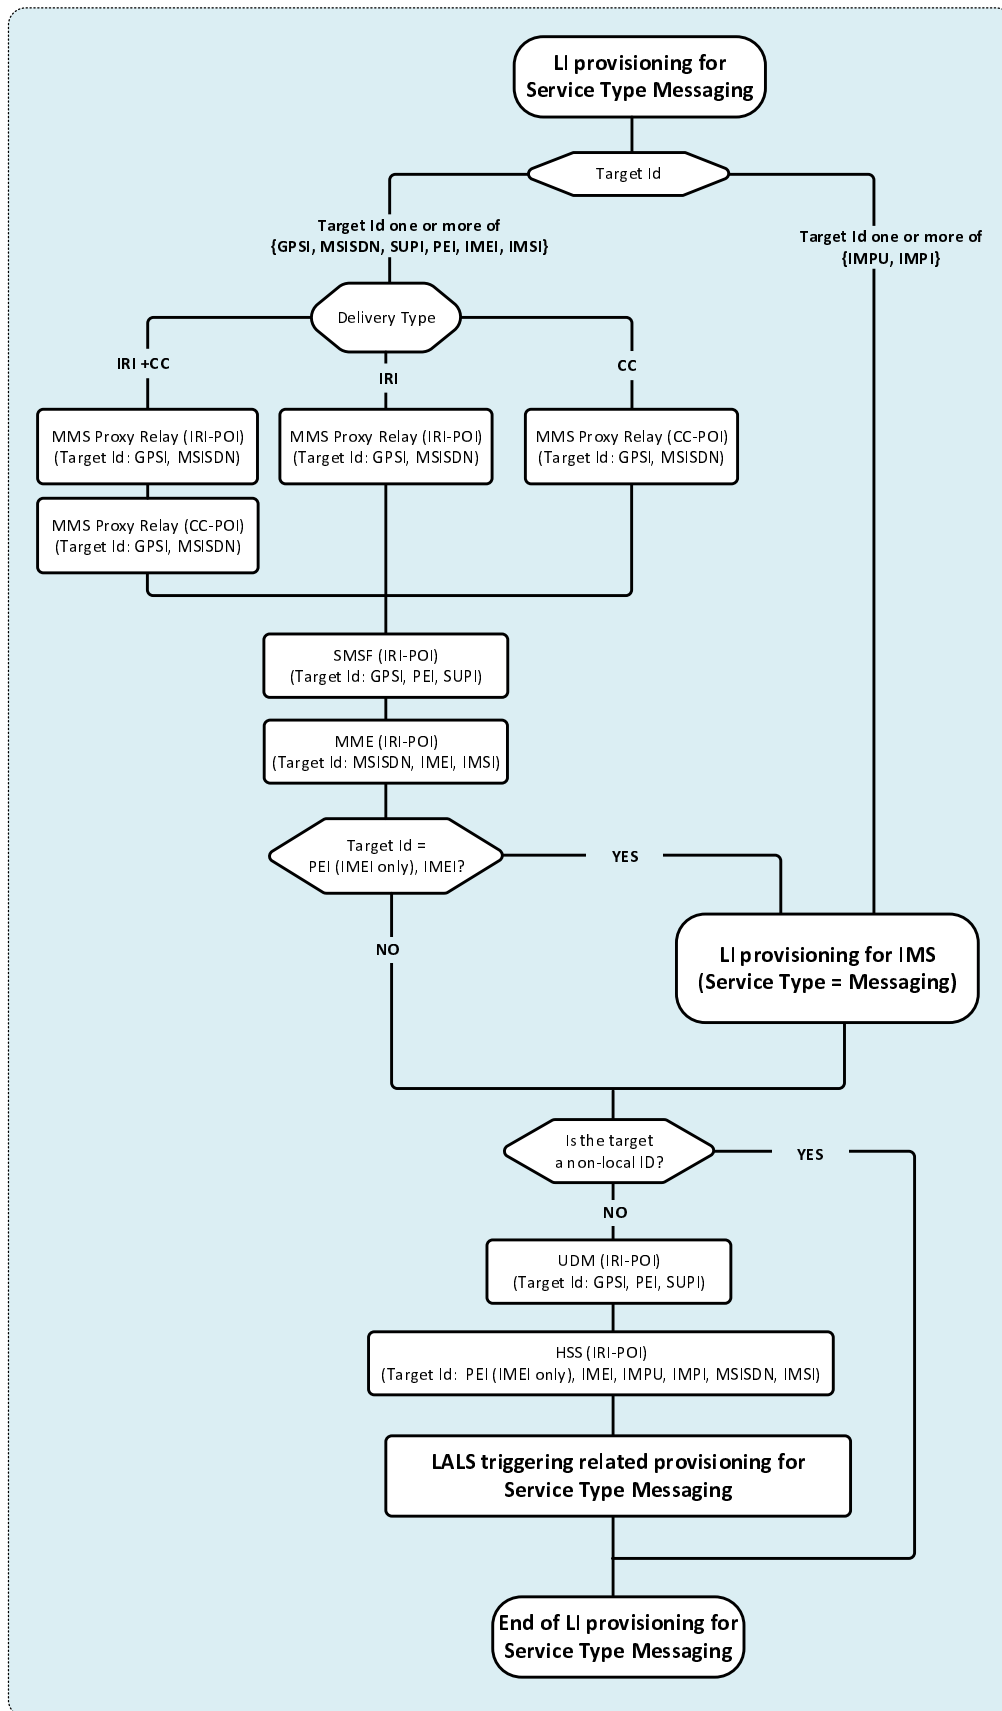 LI provisioning for
Service Type Messaging
Target Id
Target Id one or more of
{GPSI, MSISDN, SUPI, PEI, IMEI, IMSI}
Target Id one or more of
{IMPU, IMPI}
Delivery Type
IRI +CC
IRI
CC
MMS Proxy Relay (IRI-POI)
(Target Id: GPSI, MSISDN)
MMS Proxy Relay (IRI-POI)
(Target Id: GPSI, MSISDN)
MMS Proxy Relay (CC-POI)
(Target Id: GPSI, MSISDN)
MMS Proxy Relay (CC-POI)
(Target Id: GPSI, MSISDN)
SMSF (IRI-POI)
(Target Id: GPSI, PEI, SUPI)
MME (IRI-POI)
(Target Id: MSISDN, IMEI, IMSI)
Target Id =
PEI (IMEI only), IMEI?
YES
NO
LI provisioning for IMS
(Service Type = Messaging)
Is the target
a non-local ID?
YES
NO
UDM (IRI-POI)
(Target Id: GPSI, PEI, SUPI)
HSS (IRI-POI)
(Target Id: PEI (IMEI only), IMEI, IMPU, IMPI, MSISDN, IMSI)
LALS triggering related provisioning for
Service Type Messaging
End of LI provisioning for
Service Type Messaging